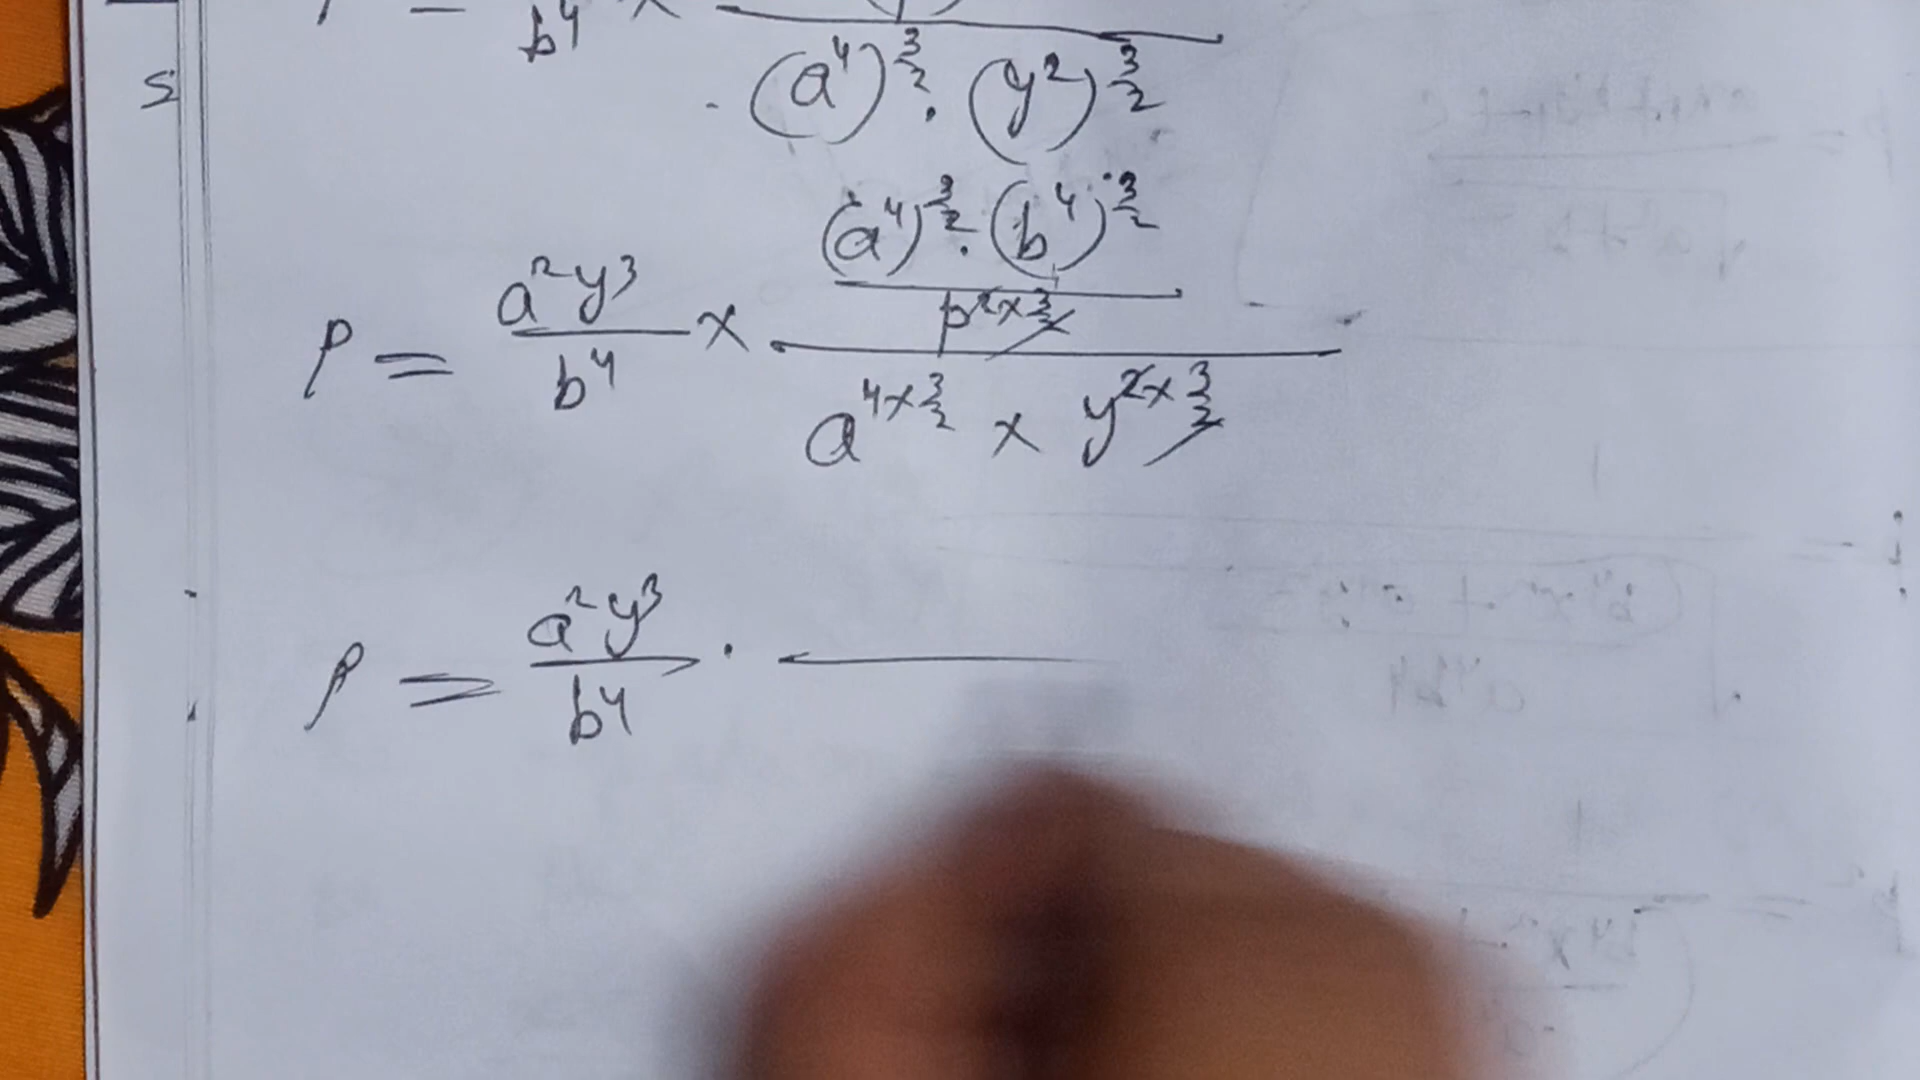 b⁴ ×
5
(a⁴)^3/2 . (y²)^3/2
(a⁴)^3/2 . (b⁴)^3/2
ρ = a²y³/b⁴ × p^2×3/2
a^4×3/2 × y^2×3/2
ρ = a²y³/b⁴ .